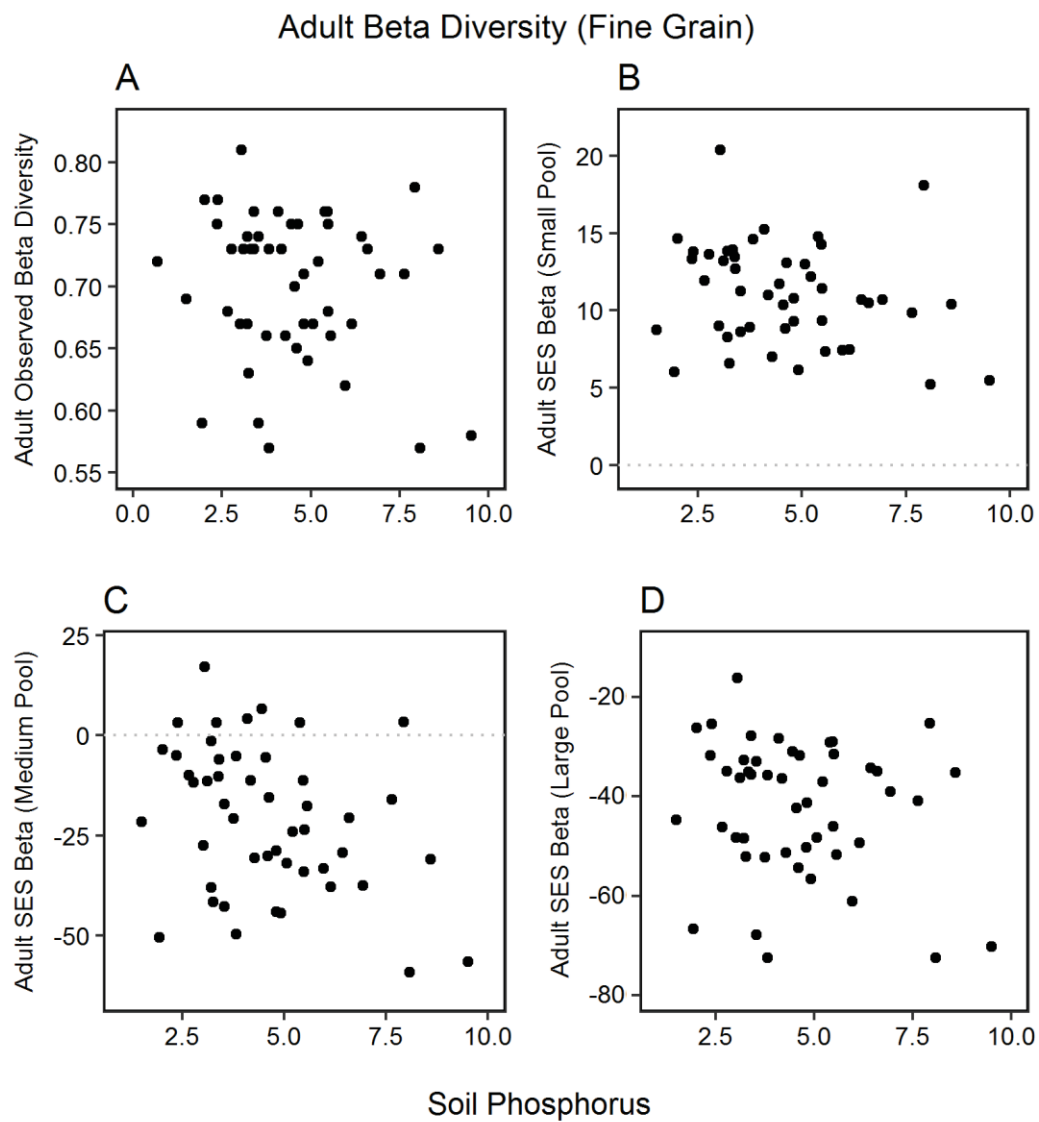 Adult Beta Diversity (Fine Grain)
A
Adult Observed Beta Diversity
0.80
0.75
0.70
0.65
0.60
0.55
0.0 2.5 5.0 7.5 10.0
B
Adult SES Beta (Small Pool)
20
15
10
5
0
2.5 5.0 7.5 10.0
C
Adult SES Beta (Medium Pool)
25
0
-25
-50
2.5 5.0 7.5 10.0
D
Adult SES Beta (Large Pool)
-20
-40
-60
-80
2.5 5.0 7.5 10.0
Soil Phosphorus